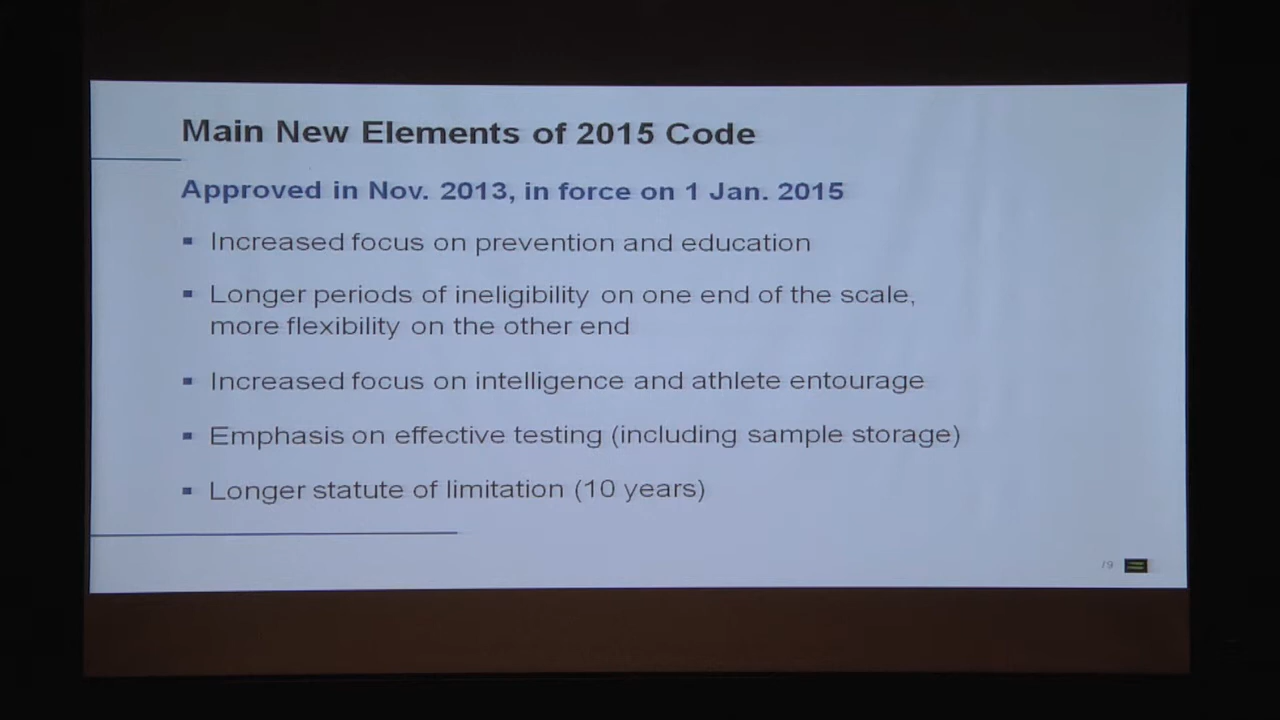 Main New Elements of 2015 Code
Approved in Nov. 2013, in force on 1 Jan. 2015
▪ Increased focus on prevention and education
▪ Longer periods of ineligibility on one end of the scale,
more flexibility on the other end
▪ Increased focus on intelligence and athlete entourage
▪ Emphasis on effective testing (including sample storage)
▪ Longer statute of limitation (10 years)
/9